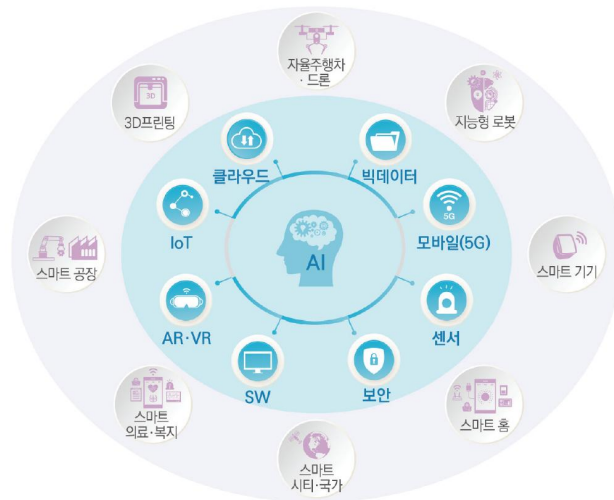 자율주행차
·드론
3D
3D프린팅
지능형 로봇
클라우드
빅데이터
IoT
5G
모바일(5G)
AI
스마트 공장
스마트 기기
AR·VR
센서
SW
보안
스마트
의료·복지
스마트 홈
스마트
시티·국가